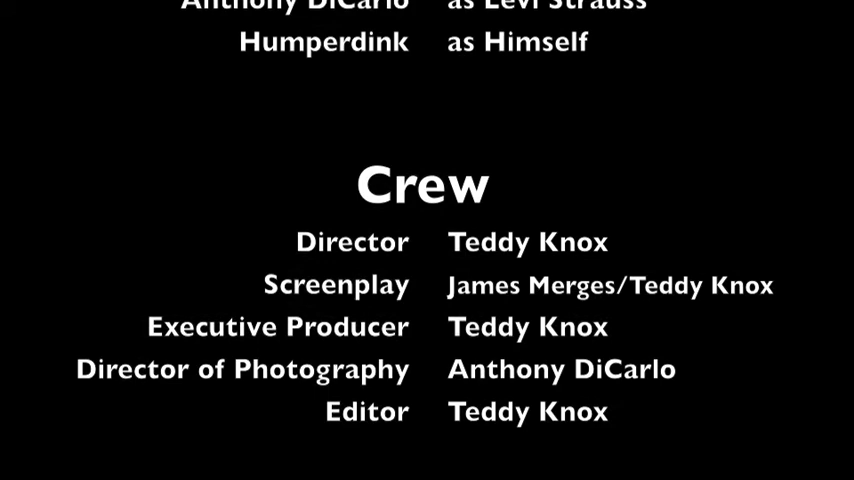 Anthony DiCarlo as Levi Strauss
Humperdink as Himself
Crew
Director Teddy Knox
Screenplay James Merges/Teddy Knox
Executive Producer Teddy Knox
Director of Photography Anthony DiCarlo
Editor Teddy Knox